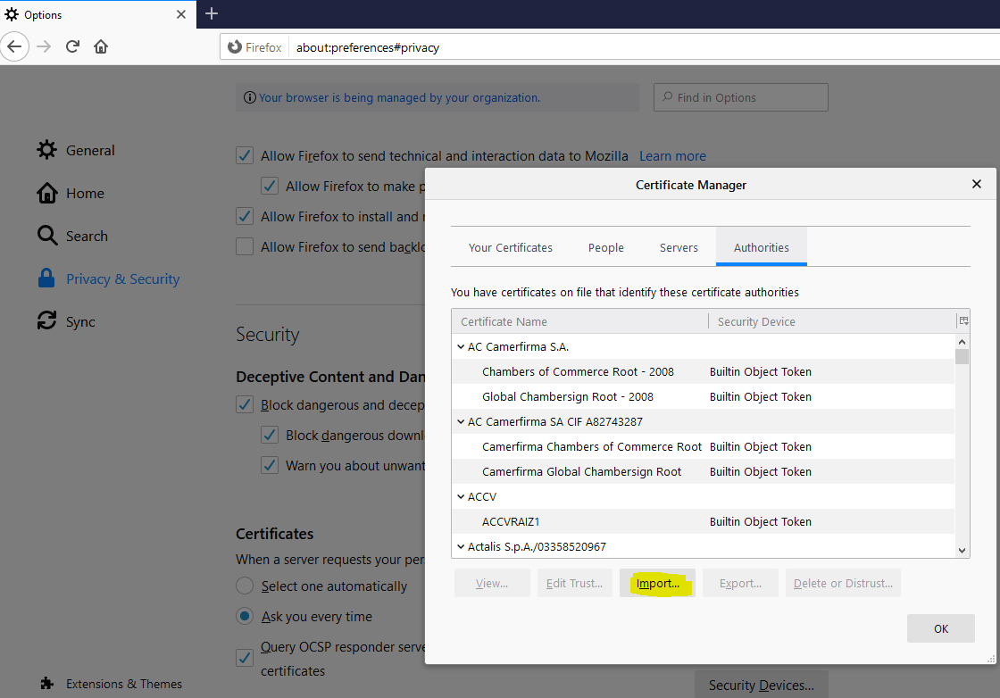 Options
Firefox about:preferences#privacy
Your browser is being managed by your organization.
Find in Options
General
Home
Search
Privacy & Security
Sync
Extensions & Themes
Allow Firefox to send technical and interaction data to Mozilla Learn more
Allow Firefox to make
Allow Firefox to install and
Allow Firefox to send
Security
Deceptive Content and
Block dangerous and
Block dangerous
Warn you about
Certificates
When a server requests your
Select one automatically
Ask you every time
Query OCSP responder
certificates
Security Devices...
Certificate Manager
Your Certificates People Servers Authorities
You have certificates on file that identify these certificate authorities
Certificate Name Security Device
AC Camerfirma S.A.
Chambers of Commerce Root - 2008 Builtin Object Token
Global Chambersign Root - 2008 Builtin Object Token
AC Camerfirma SA CIF A82743287
Camerfirma Chambers of Commerce Root Builtin Object Token
Camerfirma Global Chambersign Root Builtin Object Token
ACCV
ACCVRAIZ1 Builtin Object Token
Actalis S.p.A./03358520967
View... Edit Trust... Import... Export... Delete or Distrust...
OK